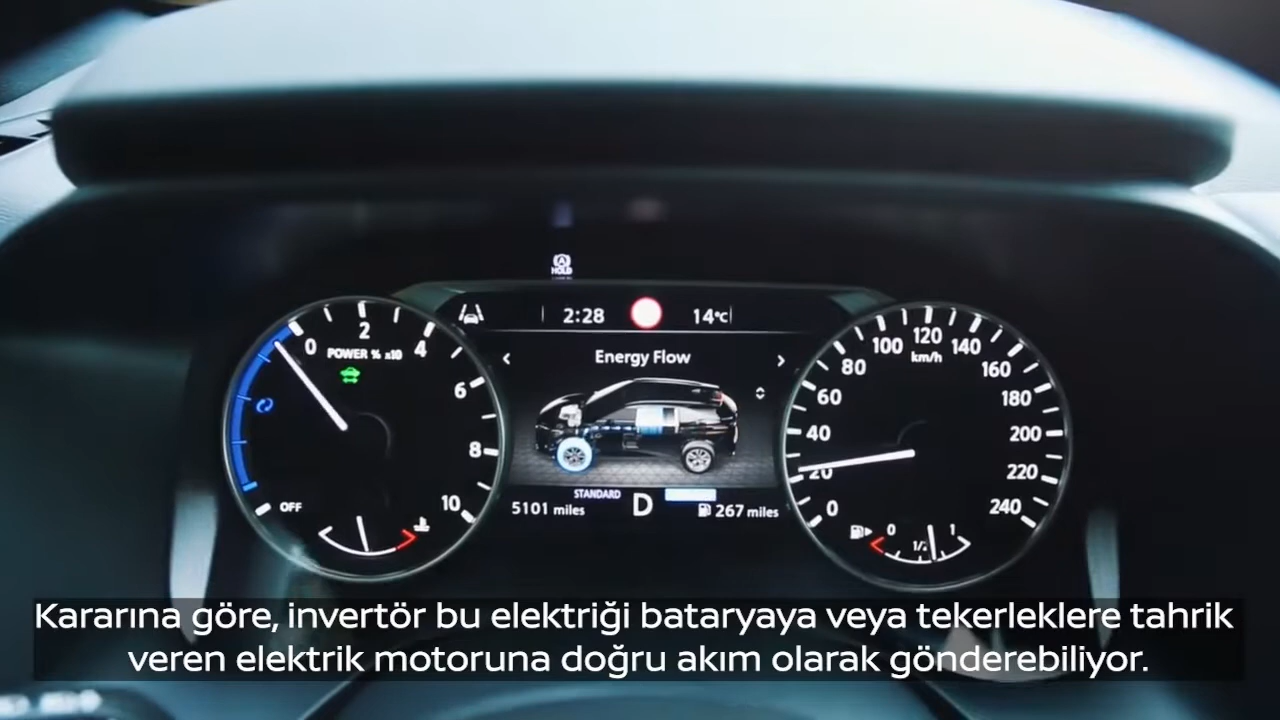 HOLD
2:28 14°C
‹ Energy Flow ›
0 2 4 6 8 10
POWER % x10
OFF
STANDARD
5101 miles D 267 miles
0 20 40 60 80 100 120 140 160 180 200 220 240
km/h
0 1/2 1
Kararına göre, invertör bu elektriği bataryaya veya tekerleklere tahrik
veren elektrik motoruna doğru akım olarak gönderebiliyor.